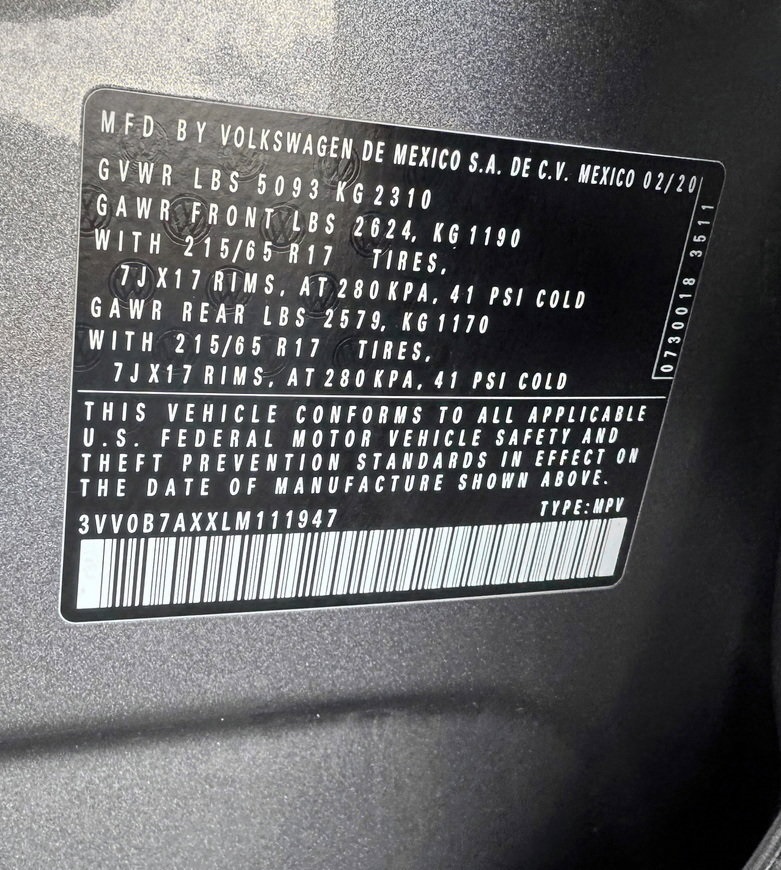 MFD BY VOLKSWAGEN DE MEXICO S.A. DE C.V. MEXICO 02/20
GVWR LBS 5093 KG 2310
GAWR FRONT LBS 2624, KG 1190
WITH 215/65 R17 TIRES,
7J X17 RIMS, AT 280 KPA, 41 PSI COLD
GAWR REAR LBS 2579, KG 1170
WITH 215/65 R17 TIRES,
7J X17 RIMS, AT 280 KPA, 41 PSI COLD
0730018 3511
THIS VEHICLE CONFORMS TO ALL APPLICABLE
U.S. FEDERAL MOTOR VEHICLE SAFETY AND
THEFT PREVENTION STANDARDS IN EFFECT ON
THE DATE OF MANUFACTURE SHOWN ABOVE.
3VV0B7AXXLM111947 TYPE:MPV